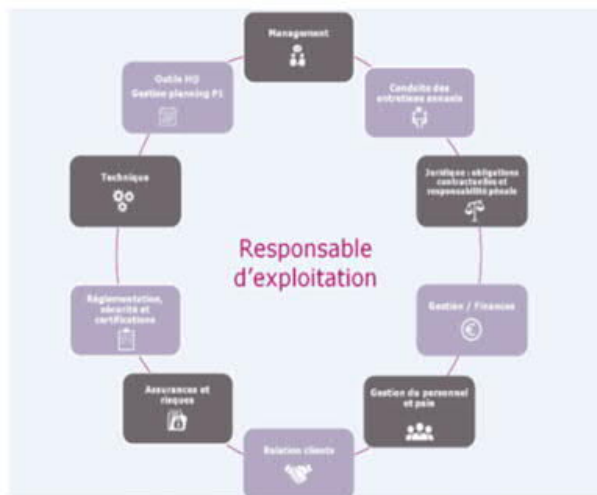 Management
Conduite des
entretiens annuels
Juridique : obligations
contractuelles et
responsabilité pénale
Gestion / Finances
Gestion du personnel
et paie
Relation clients
Assurances et
risques
Réglementation,
sécurité et
certifications
Technique
Outils HQ
Gestion planning P1
Responsable
d'exploitation